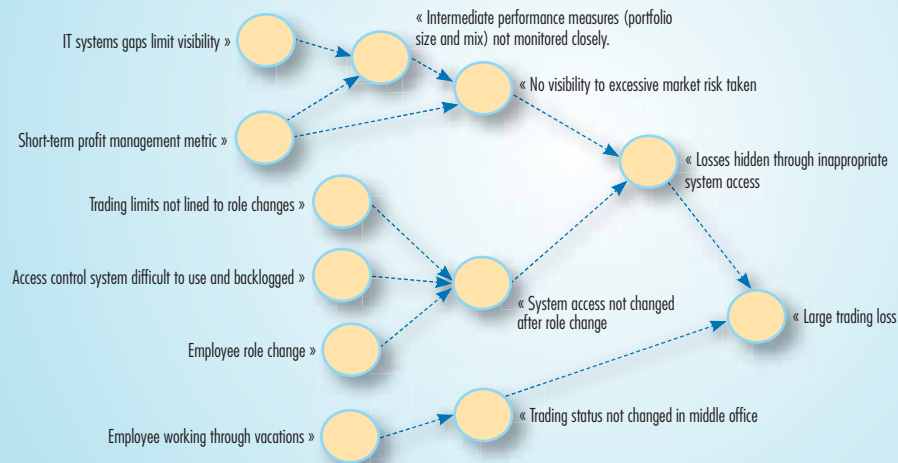 IT systems gaps limit visibility »
« Intermediate performance measures (portfolio
size and mix) not monitored closely.
« No visibility to excessive market risk taken
Short-term profit management metric »
« Losses hidden through inappropriate
system access
Trading limits not lined to role changes »
Access control system difficult to use and backlogged »
« System access not changed
after role change
« Large trading loss
Employee role change »
« Trading status not changed in middle office
Employee working through vacations »